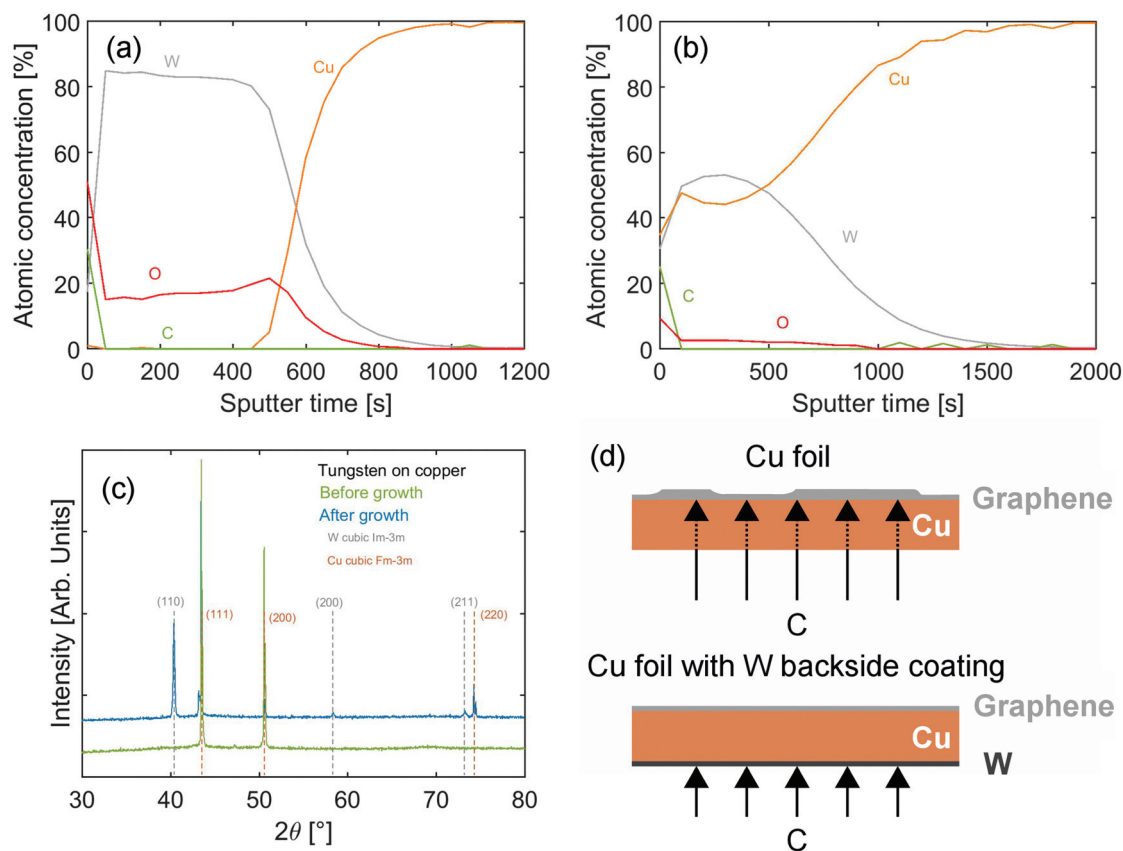 (a)
W
Cu
O
C
Atomic concentration [%]
100
80
60
40
20
0
0 200 400 600 800 1000 1200
Sputter time [s]
(b)
Cu
W
C
O
Atomic concentration [%]
100
80
60
40
20
0
0 500 1000 1500 2000
Sputter time [s]
(c)
Tungsten on copper
Before growth
After growth
W cubic Im-3m
Cu cubic Fm-3m
(110)
(111)
(200)
(200)
(211)
(220)
Intensity [Arb. Units]
30 40 50 60 70 80
2θ [°]
(d)
Cu foil
Graphene
Cu
C
Cu foil with W backside coating
Graphene
Cu
W
C